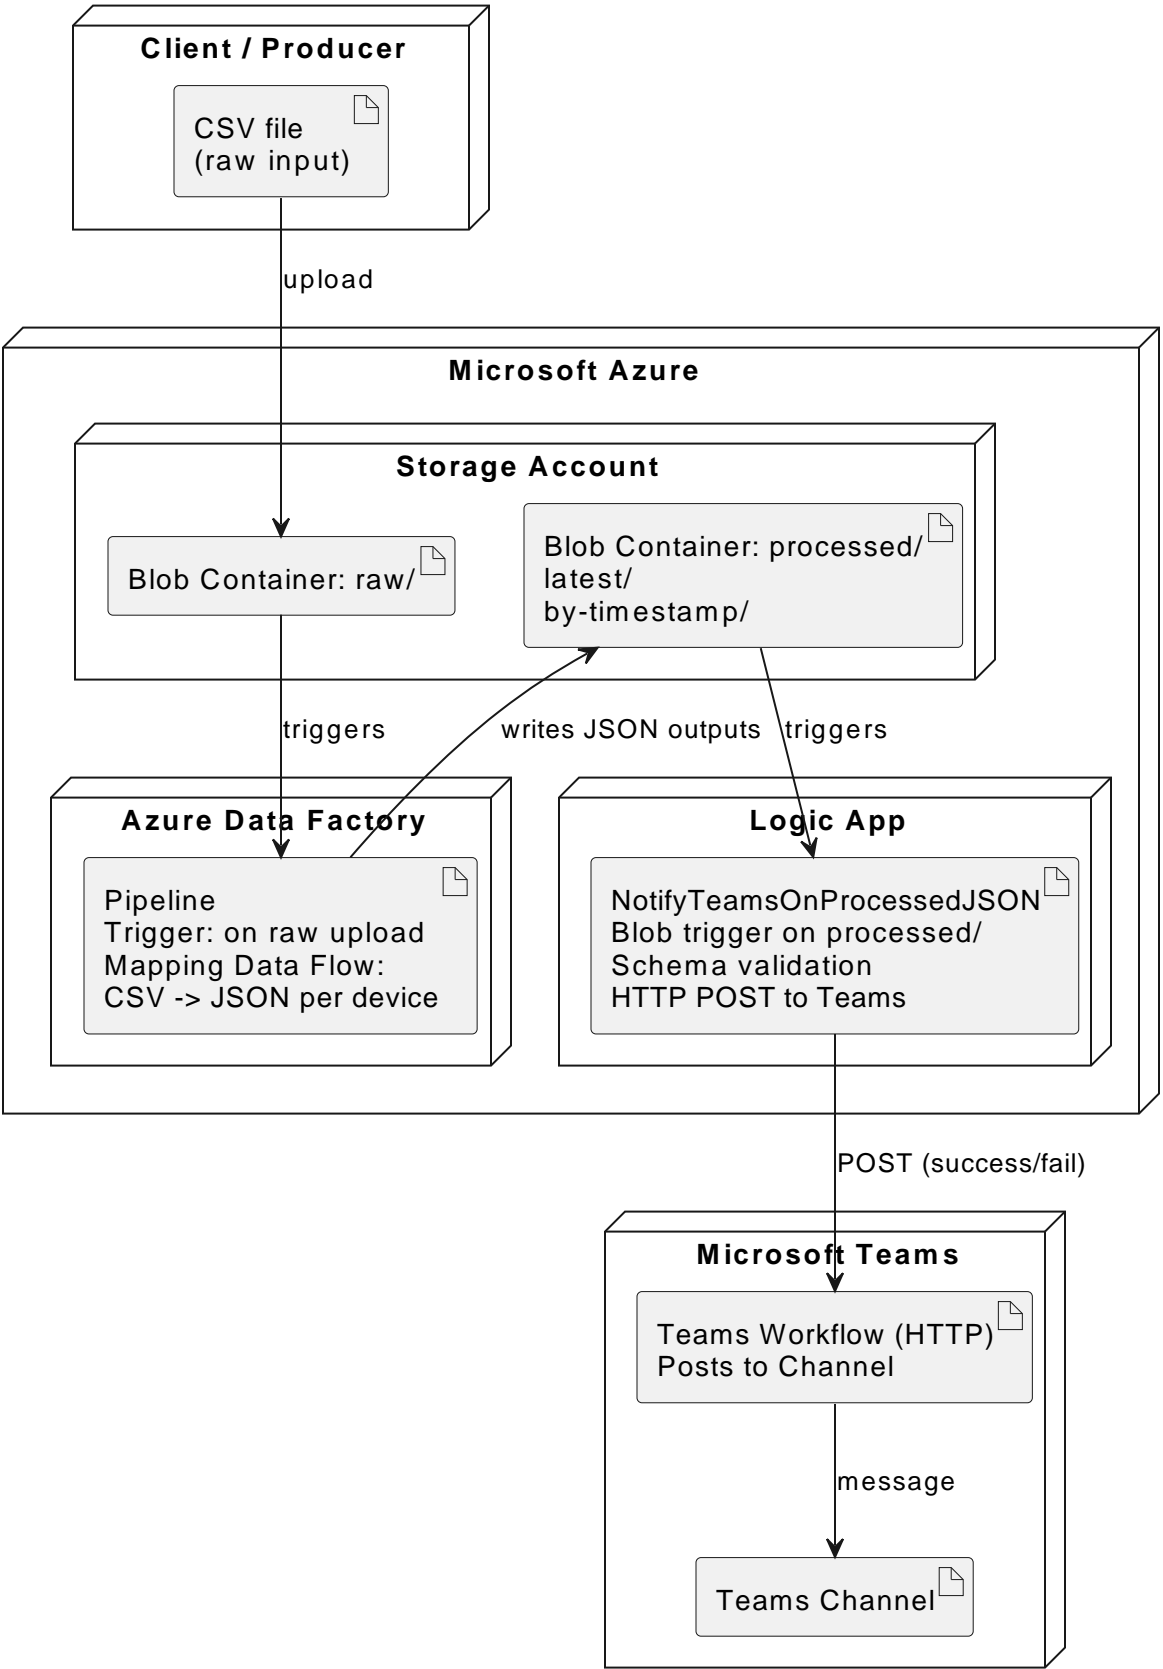 Client / Producer
CSV file
(raw input)
upload
Microsoft Azure
Storage Account
Blob Container: raw/
Blob Container: processed/
latest/
by-timestamp/
triggers
writes JSON outputs
triggers
Azure Data Factory
Pipeline
Trigger: on raw upload
Mapping Data Flow:
CSV -> JSON per device
Logic App
NotifyTeamsOnProcessedJSON
Blob trigger on processed/
Schema validation
HTTP POST to Teams
POST (success/fail)
Microsoft Teams
Teams Workflow (HTTP)
Posts to Channel
message
Teams Channel